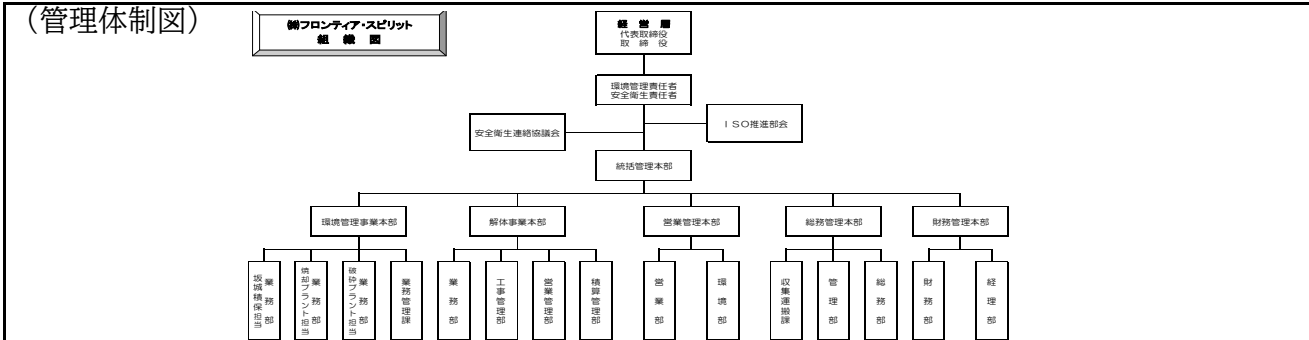 （管理体制図）
㈱フロンティア・スピリット
組織図
経営層
代表取締役
取締役
環境管理責任者
安全衛生責任者
安全衛生連絡協議会
ＩＳＯ推進部会
統括管理本部
環境管理事業本部
解体事業本部
営業管理本部
総務管理本部
財務管理本部
業務部
坂城積保担当
業務部
焼却プラント担当
業務部
破砕プラント担当
業務管理課
業務部
工事管理部
営業管理部
積算管理部
営業部
環境部
収集運搬課
管理部
総務部
財務部
経理部